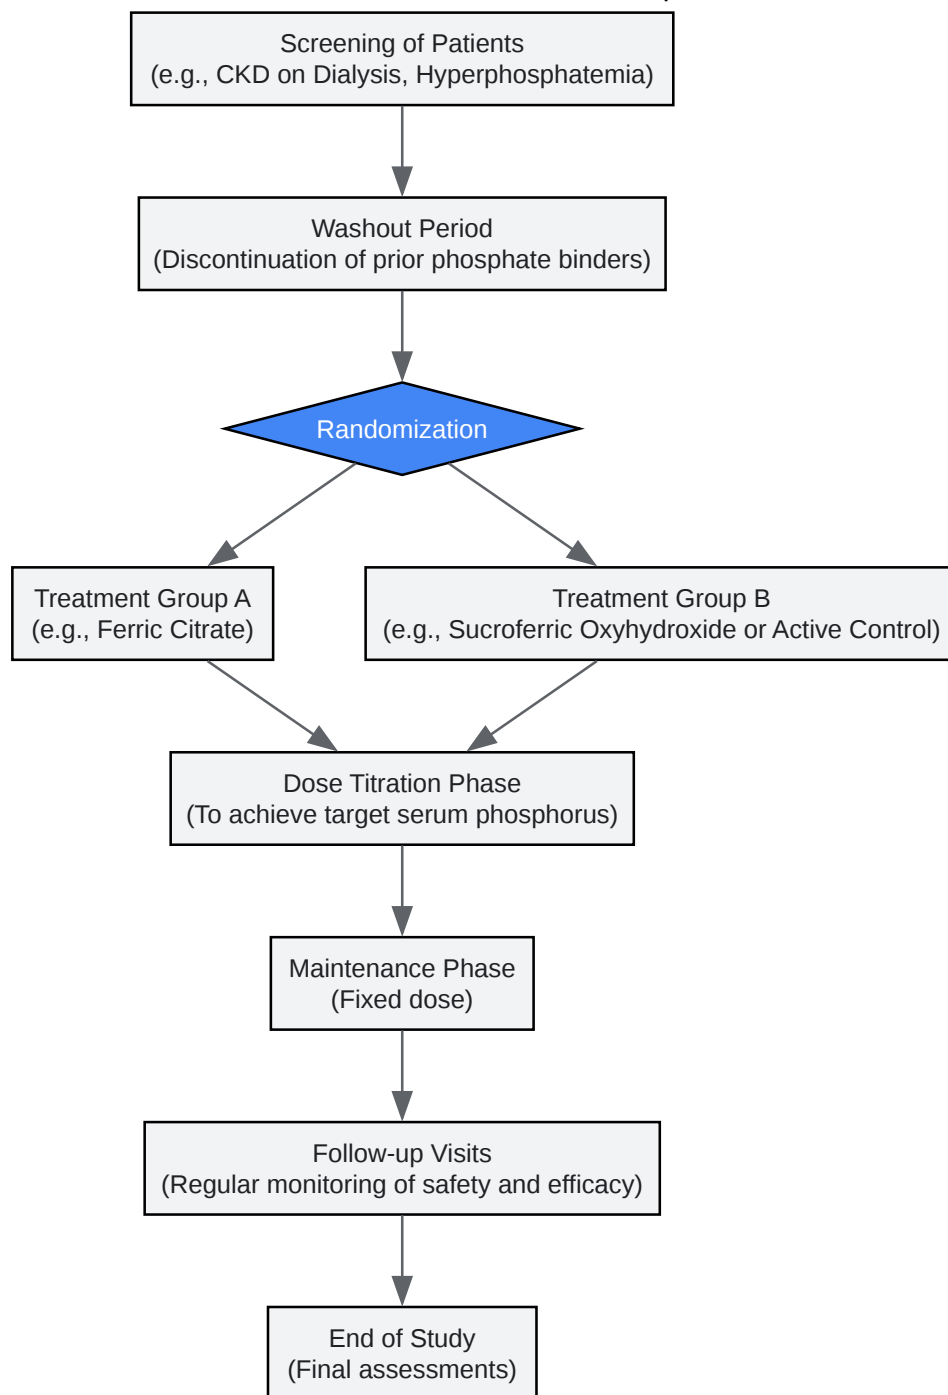 Screening of Patients
(e.g., CKD on Dialysis, Hyperphosphatemia)
Washout Period
(Discontinuation of prior phosphate binders)
Randomization
Treatment Group A
(e.g., Ferric Citrate)
Treatment Group B
(e.g., Sucroferric Oxyhydroxide or Active Control)
Dose Titration Phase
(To achieve target serum phosphorus)
Maintenance Phase
(Fixed dose)
Follow-up Visits
(Regular monitoring of safety and efficacy)
End of Study
(Final assessments)